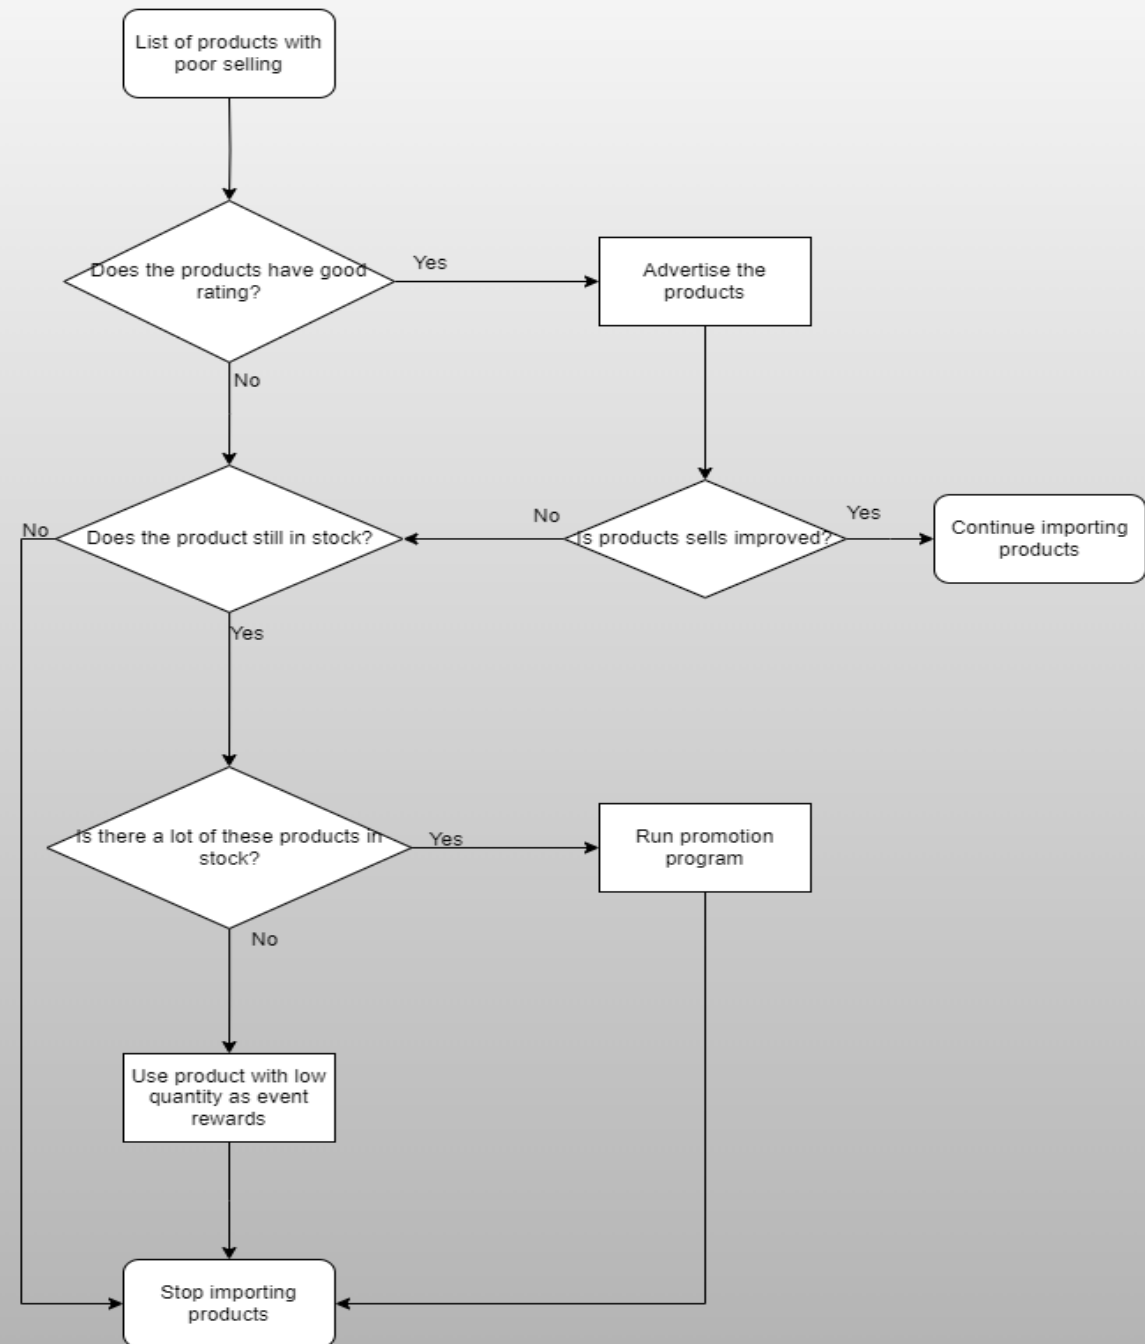 List of products with
poor selling
Does the products have good
rating?
Yes
Advertise the
products
No
Does the product still in stock?
No
No
Is products sells improved?
Yes
Continue importing
products
Yes
Is there a lot of these products in
stock?
Yes
Run promotion
program
No
Use product with low
quantity as event
rewards
Stop importing
products